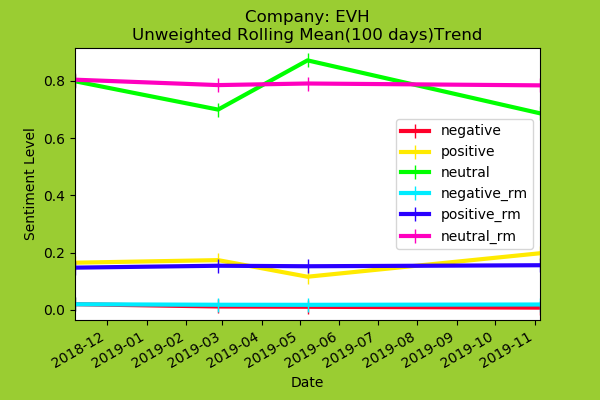 Company: EVH
Unweighted Rolling Mean(100 days)Trend
Sentiment Level
0.8
0.6
0.4
0.2
0.0
negative
positive
neutral
negative_rm
positive_rm
neutral_rm
2018-12
2019-01
2019-02
2019-03
2019-04
2019-05
2019-06
2019-07
2019-08
2019-09
2019-10
2019-11
Date